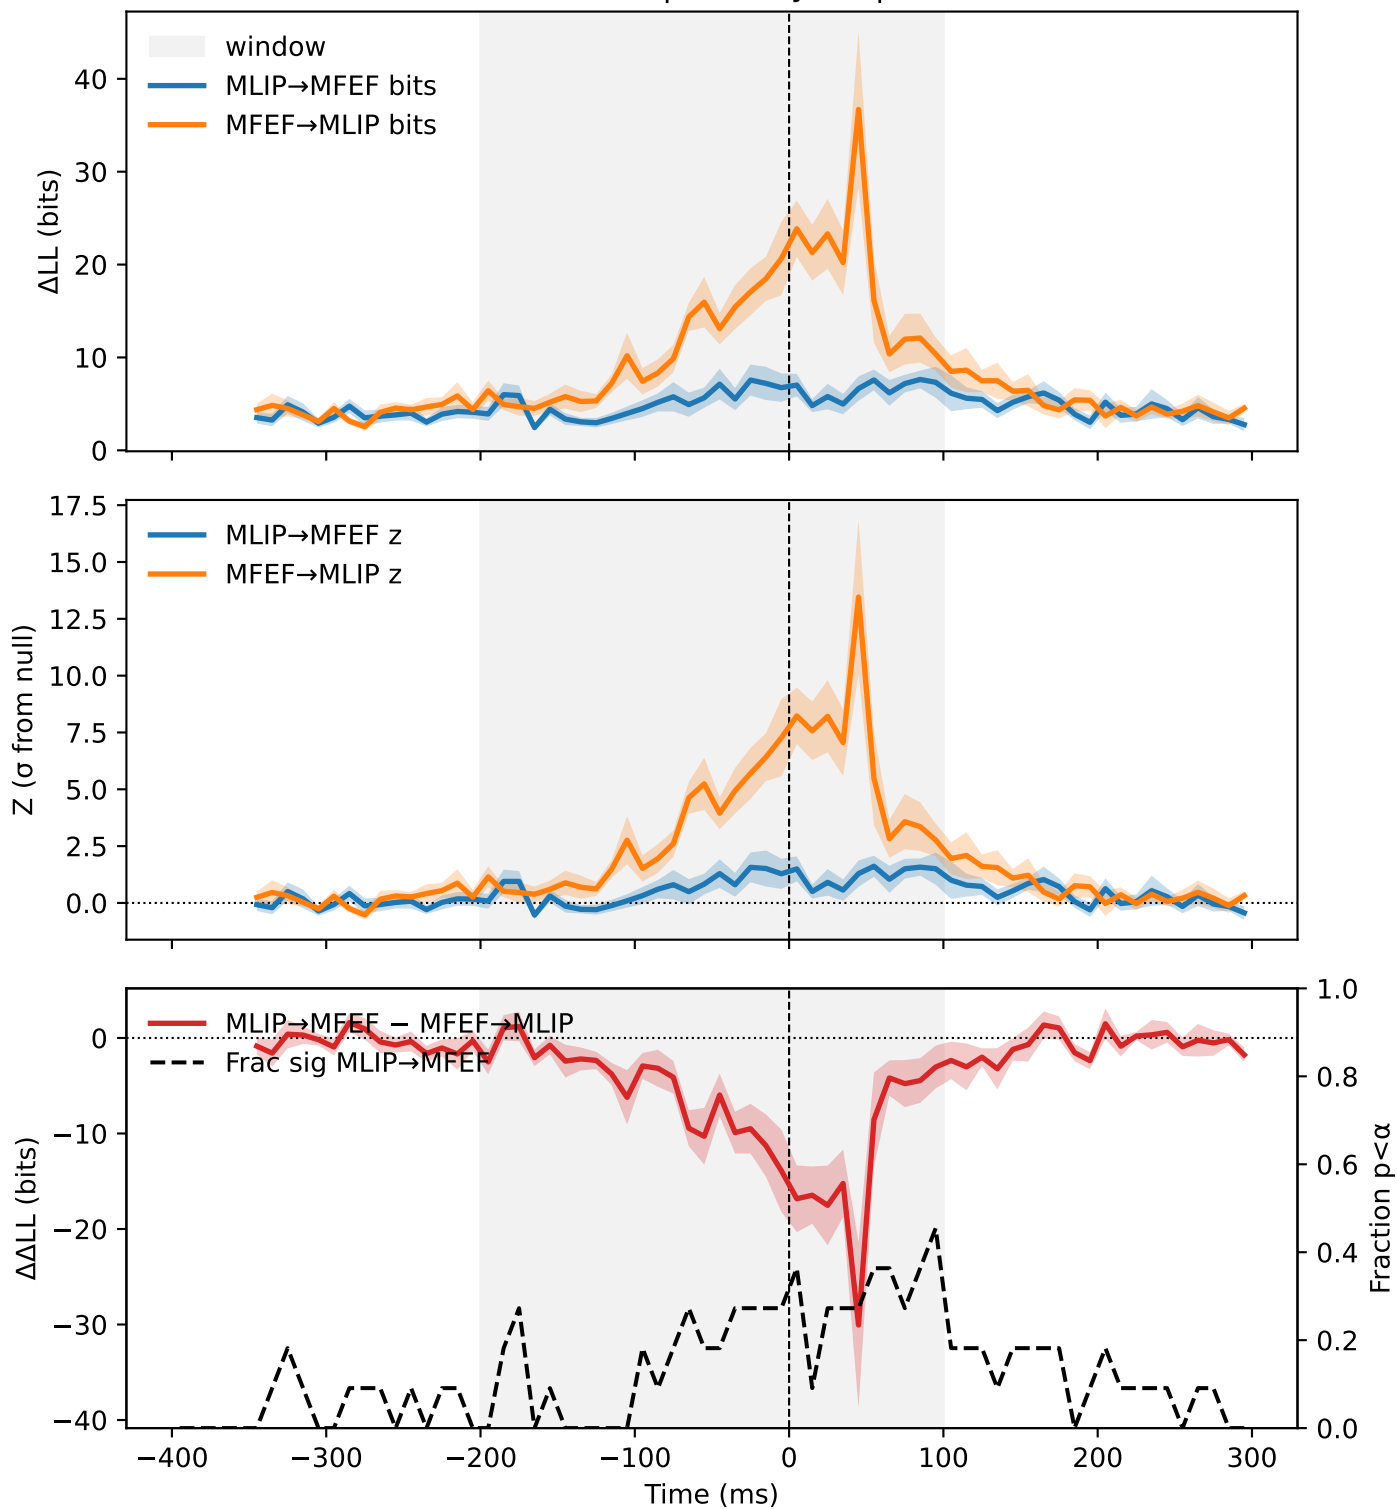 window
MLIP→MFEF bits
MFEF→MLIP bits
40
30
20
10
0
ΔLL (bits)
MLIP→MFEF z
MFEF→MLIP z
17.5
15.0
12.5
10.0
7.5
5.0
2.5
0.0
Z (σ from null)
MLIP→MFEF − MFEF→MLIP
Frac sig MLIP→MFEF
0
−10
−20
−30
−40
ΔΔLL (bits)
1.0
0.8
0.6
0.4
0.2
0.0
Fraction p<α
−400 −300 −200 −100 0 100 200 300
Time (ms)